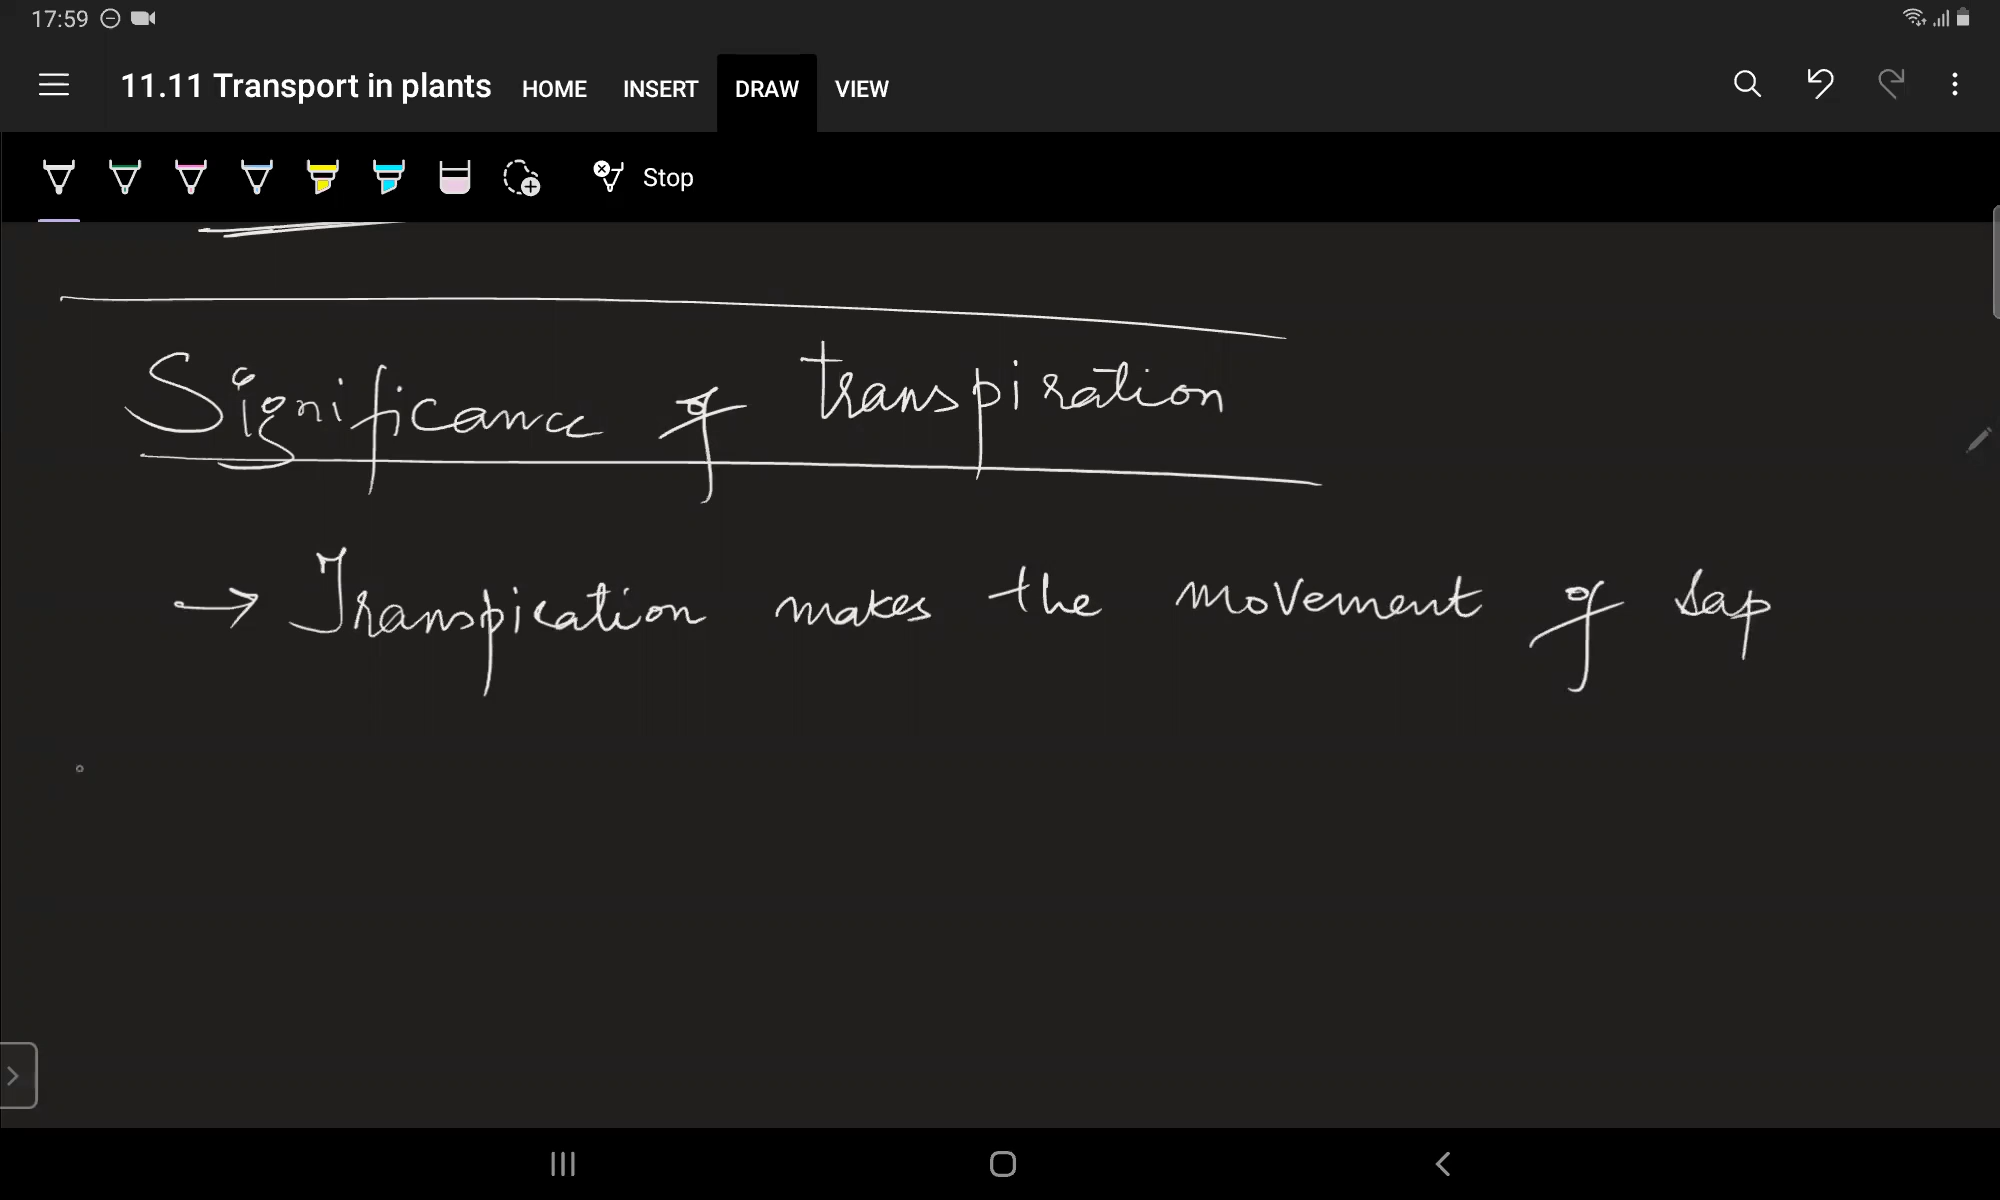 17:59
11.11 Transport in plants HOME INSERT DRAW VIEW
Stop
Significance of transpiration
→ Transpiration makes the movement of sap